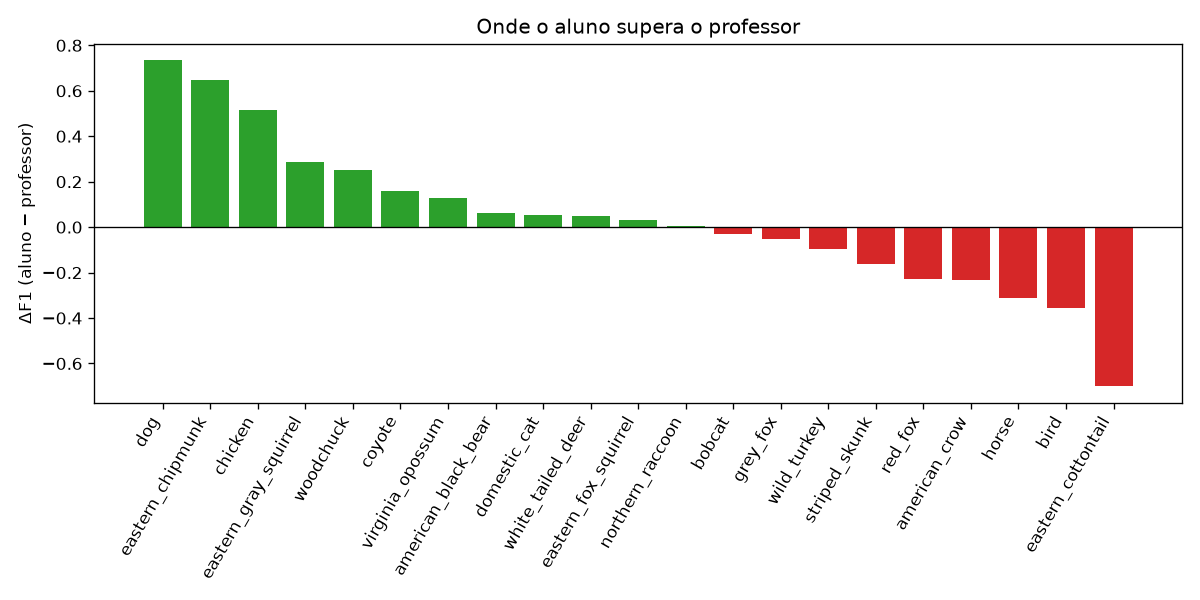 Onde o aluno supera o professor
ΔF1 (aluno − professor)
0.8
0.6
0.4
0.2
0.0
−0.2
−0.4
−0.6
dog
eastern_chipmunk
chicken
eastern_gray_squirrel
woodchuck
coyote
virginia_opossum
american_black_bear
domestic_cat
white_tailed_deer
eastern_fox_squirrel
northern_raccoon
bobcat
grey_fox
wild_turkey
striped_skunk
red_fox
american_crow
horse
bird
eastern_cottontail